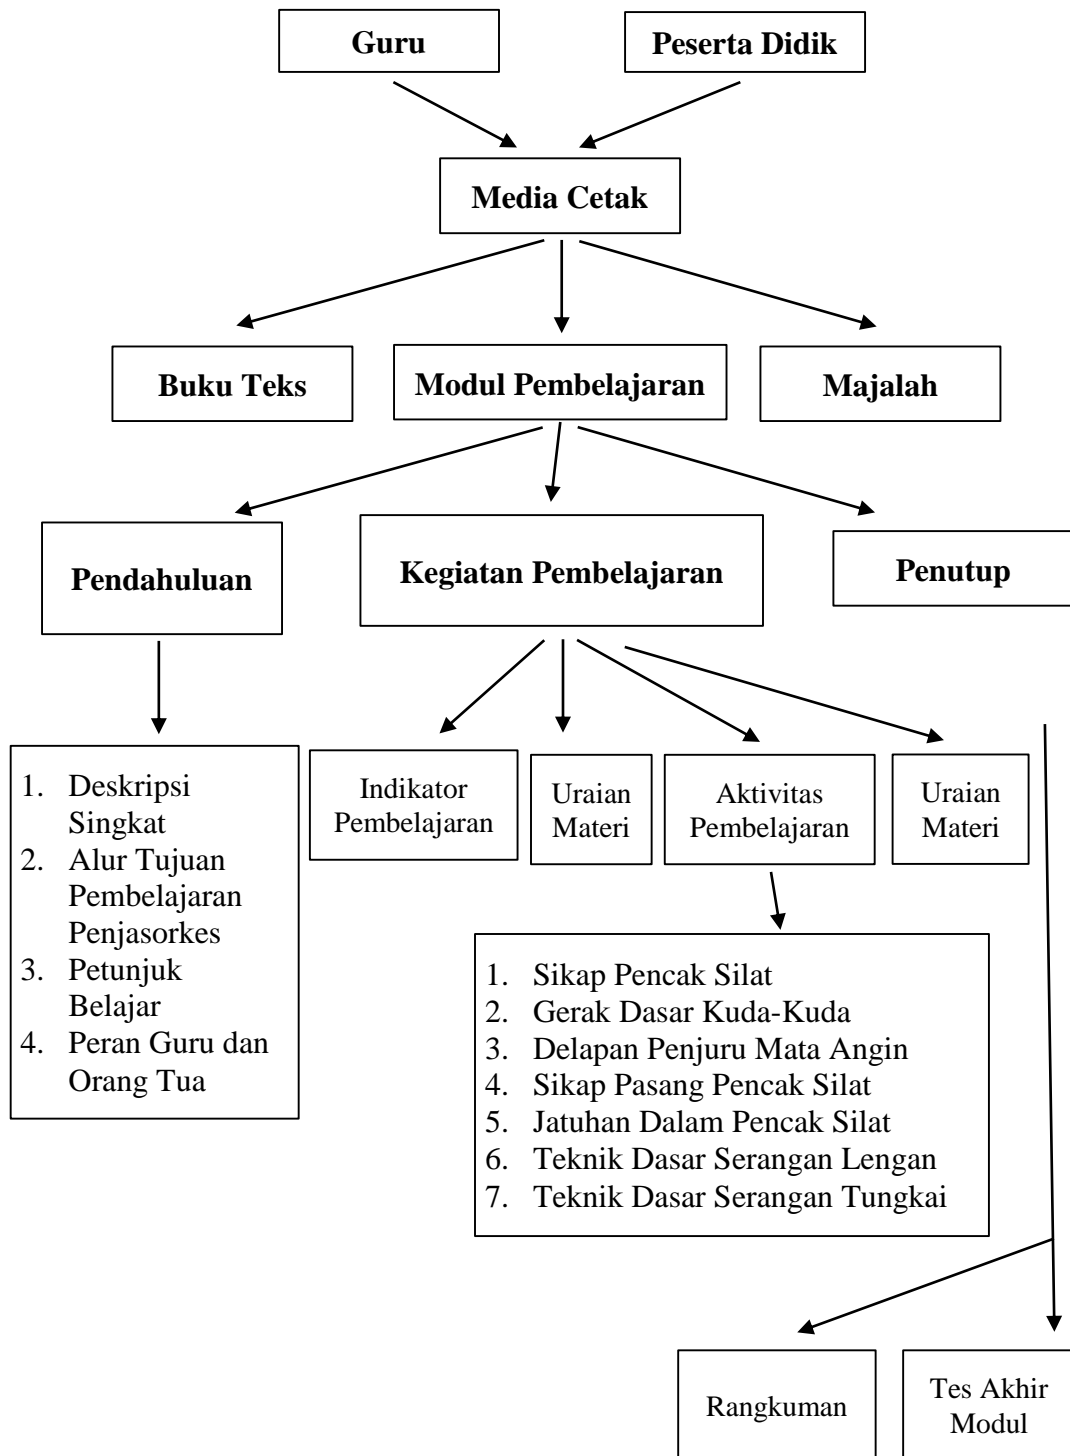 Guru
Peserta Didik
Media Cetak
Buku Teks
Modul Pembelajaran
Majalah
Pendahuluan
Kegiatan Pembelajaran
Penutup
1. Deskripsi
Singkat
2. Alur Tujuan
Pembelajaran
Penjasorkes
3. Petunjuk
Belajar
4. Peran Guru dan
Orang Tua
Indikator
Pembelajaran
Uraian
Materi
Aktivitas
Pembelajaran
Uraian
Materi
1. Sikap Pencak Silat
2. Gerak Dasar Kuda-Kuda
3. Delapan Penjuru Mata Angin
4. Sikap Pasang Pencak Silat
5. Jatuhan Dalam Pencak Silat
6. Teknik Dasar Serangan Lengan
7. Teknik Dasar Serangan Tungkai
Rangkuman
Tes Akhir
Modul